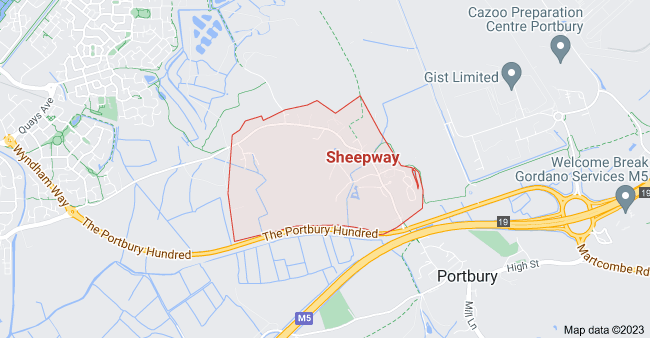 Cazoo Preparation
Centre Portbury
Gist Limited
Quays Ave
Wyndham Way
Sheepway
Welcome Break
Gordano Services M5
19
The Portbury Hundred
19
The Portbury Hundred
Portbury
High St
Martcombe Rd
Mill Ln
M5
Map data ©2023